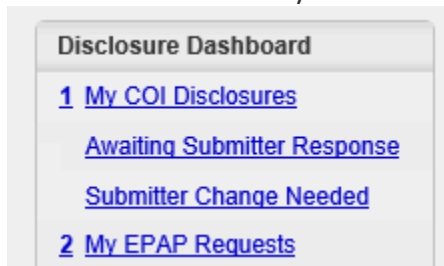 Disclosure Dashboard
1 My COI Disclosures
Awaiting Submitter Response
Submitter Change Needed
2 My EPAP Requests